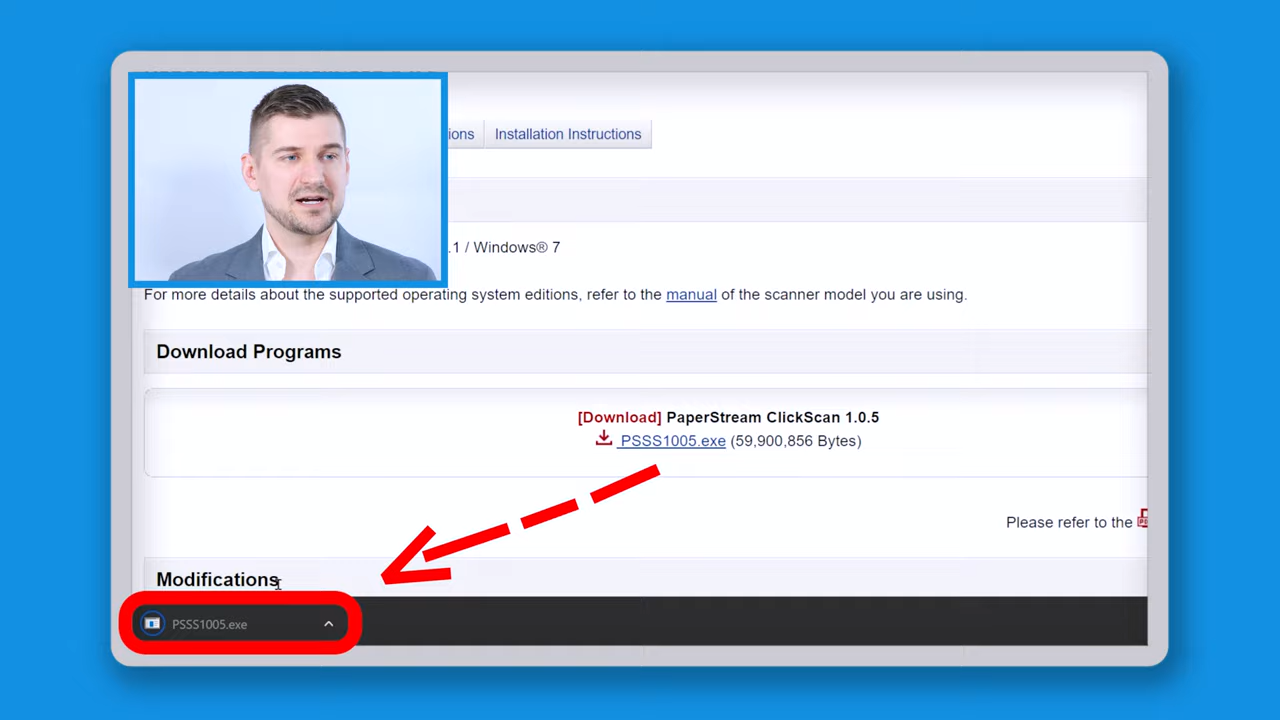 ions
Installation Instructions
.1 / Windows® 7
For more details about the supported operating system editions, refer to the manual of the scanner model you are using.
Download Programs
[Download] PaperStream ClickScan 1.0.5
PSSS1005.exe (59,900,856 Bytes)
Please refer to the
Modifications
PSSS1005.exe